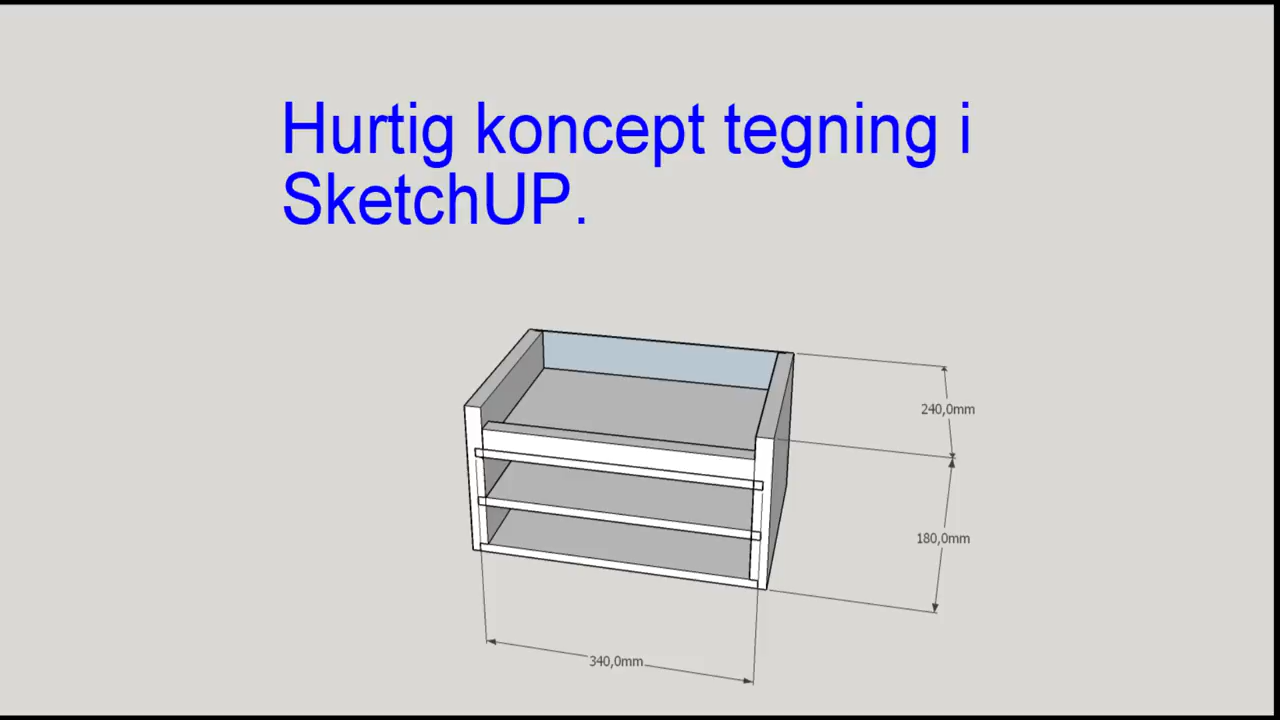 Hurtig koncept tegning i
SketchUP.
240,0mm
180,0mm
340,0mm